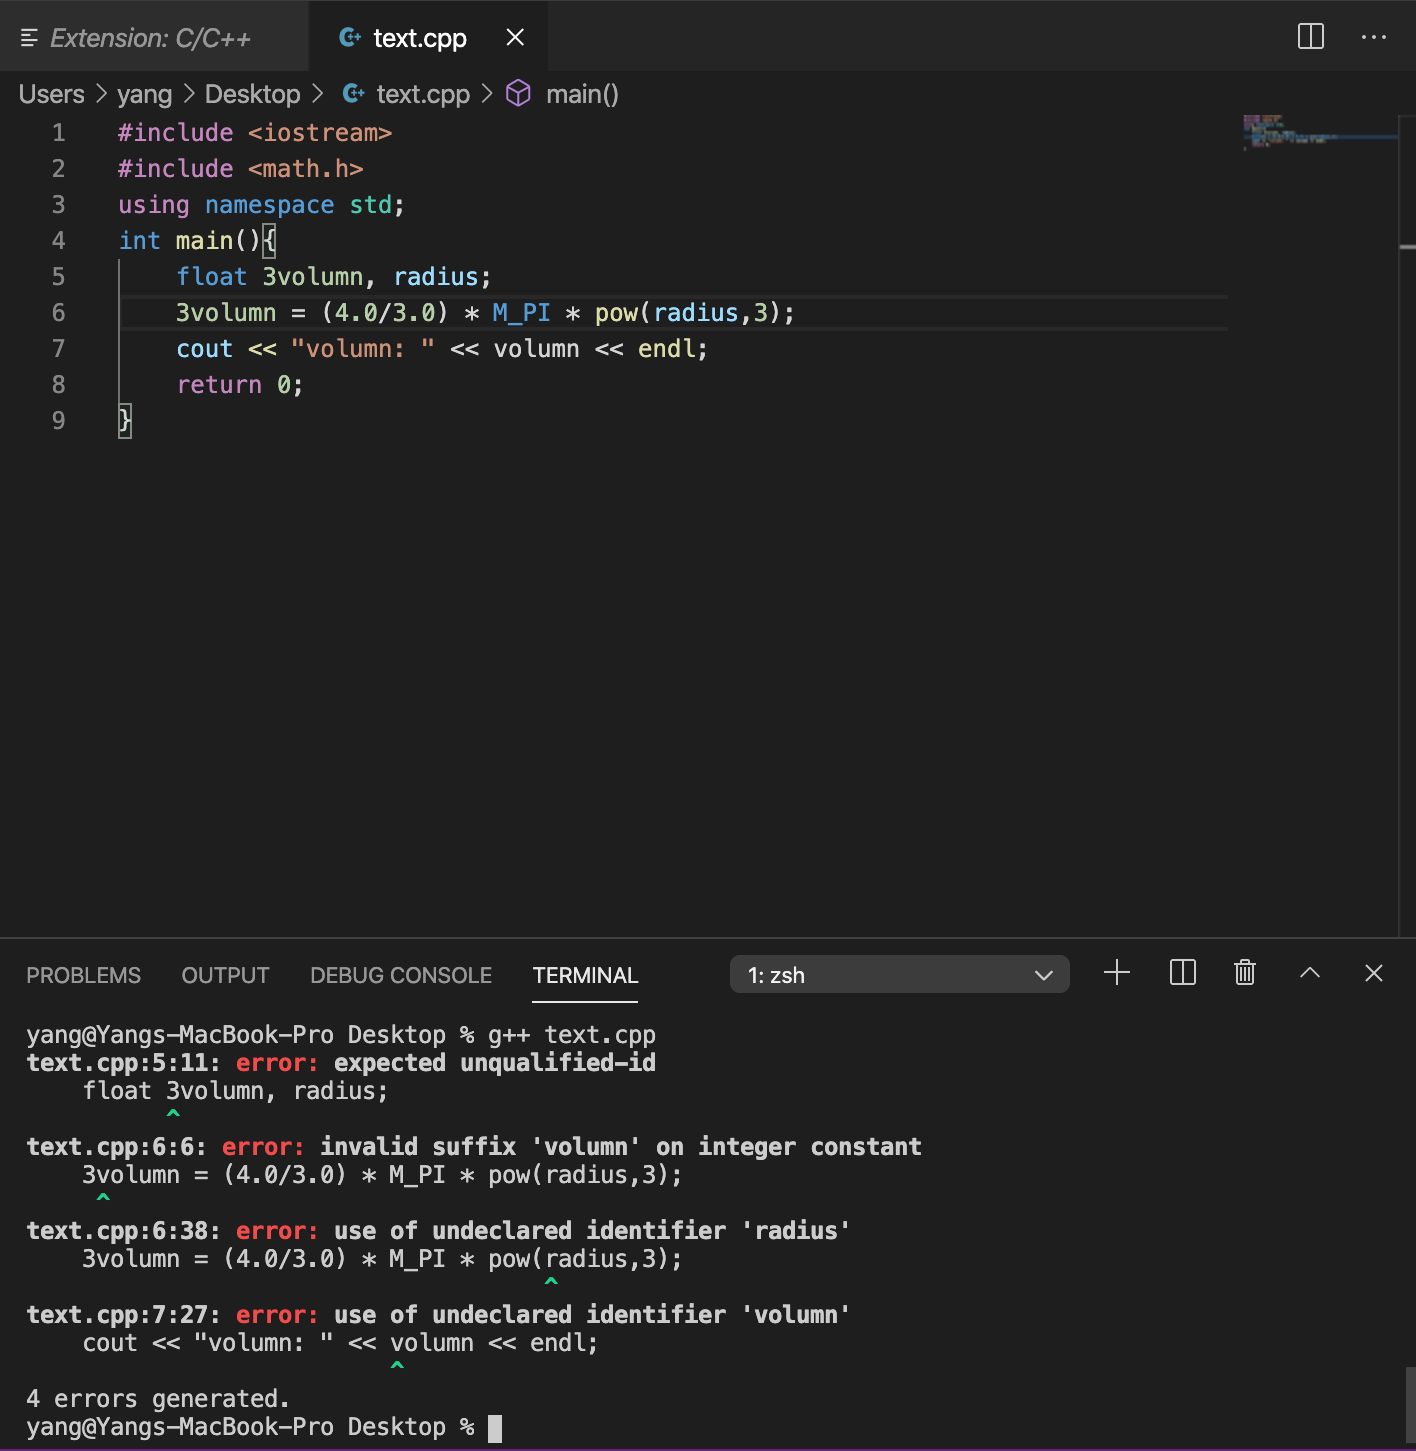 Extension: C/C++
text.cpp
Users > yang > Desktop > text.cpp > main()
1 #include <iostream>
2 #include <math.h>
3 using namespace std;
4 int main(){
5 float 3volumn, radius;
6 3volumn = (4.0/3.0) * M_PI * pow(radius,3);
7 cout << "volumn: " << volumn << endl;
8 return 0;
9 }
PROBLEMS OUTPUT DEBUG CONSOLE TERMINAL 1: zsh
yang@Yangs-MacBook-Pro Desktop % g++ text.cpp
text.cpp:5:11: error: expected unqualified-id
float 3volumn, radius;
^
text.cpp:6:6: error: invalid suffix 'volumn' on integer constant
3volumn = (4.0/3.0) * M_PI * pow(radius,3);
^
text.cpp:6:38: error: use of undeclared identifier 'radius'
3volumn = (4.0/3.0) * M_PI * pow(radius,3);
^
text.cpp:7:27: error: use of undeclared identifier 'volumn'
cout << "volumn: " << volumn << endl;
^
4 errors generated.
yang@Yangs-MacBook-Pro Desktop %